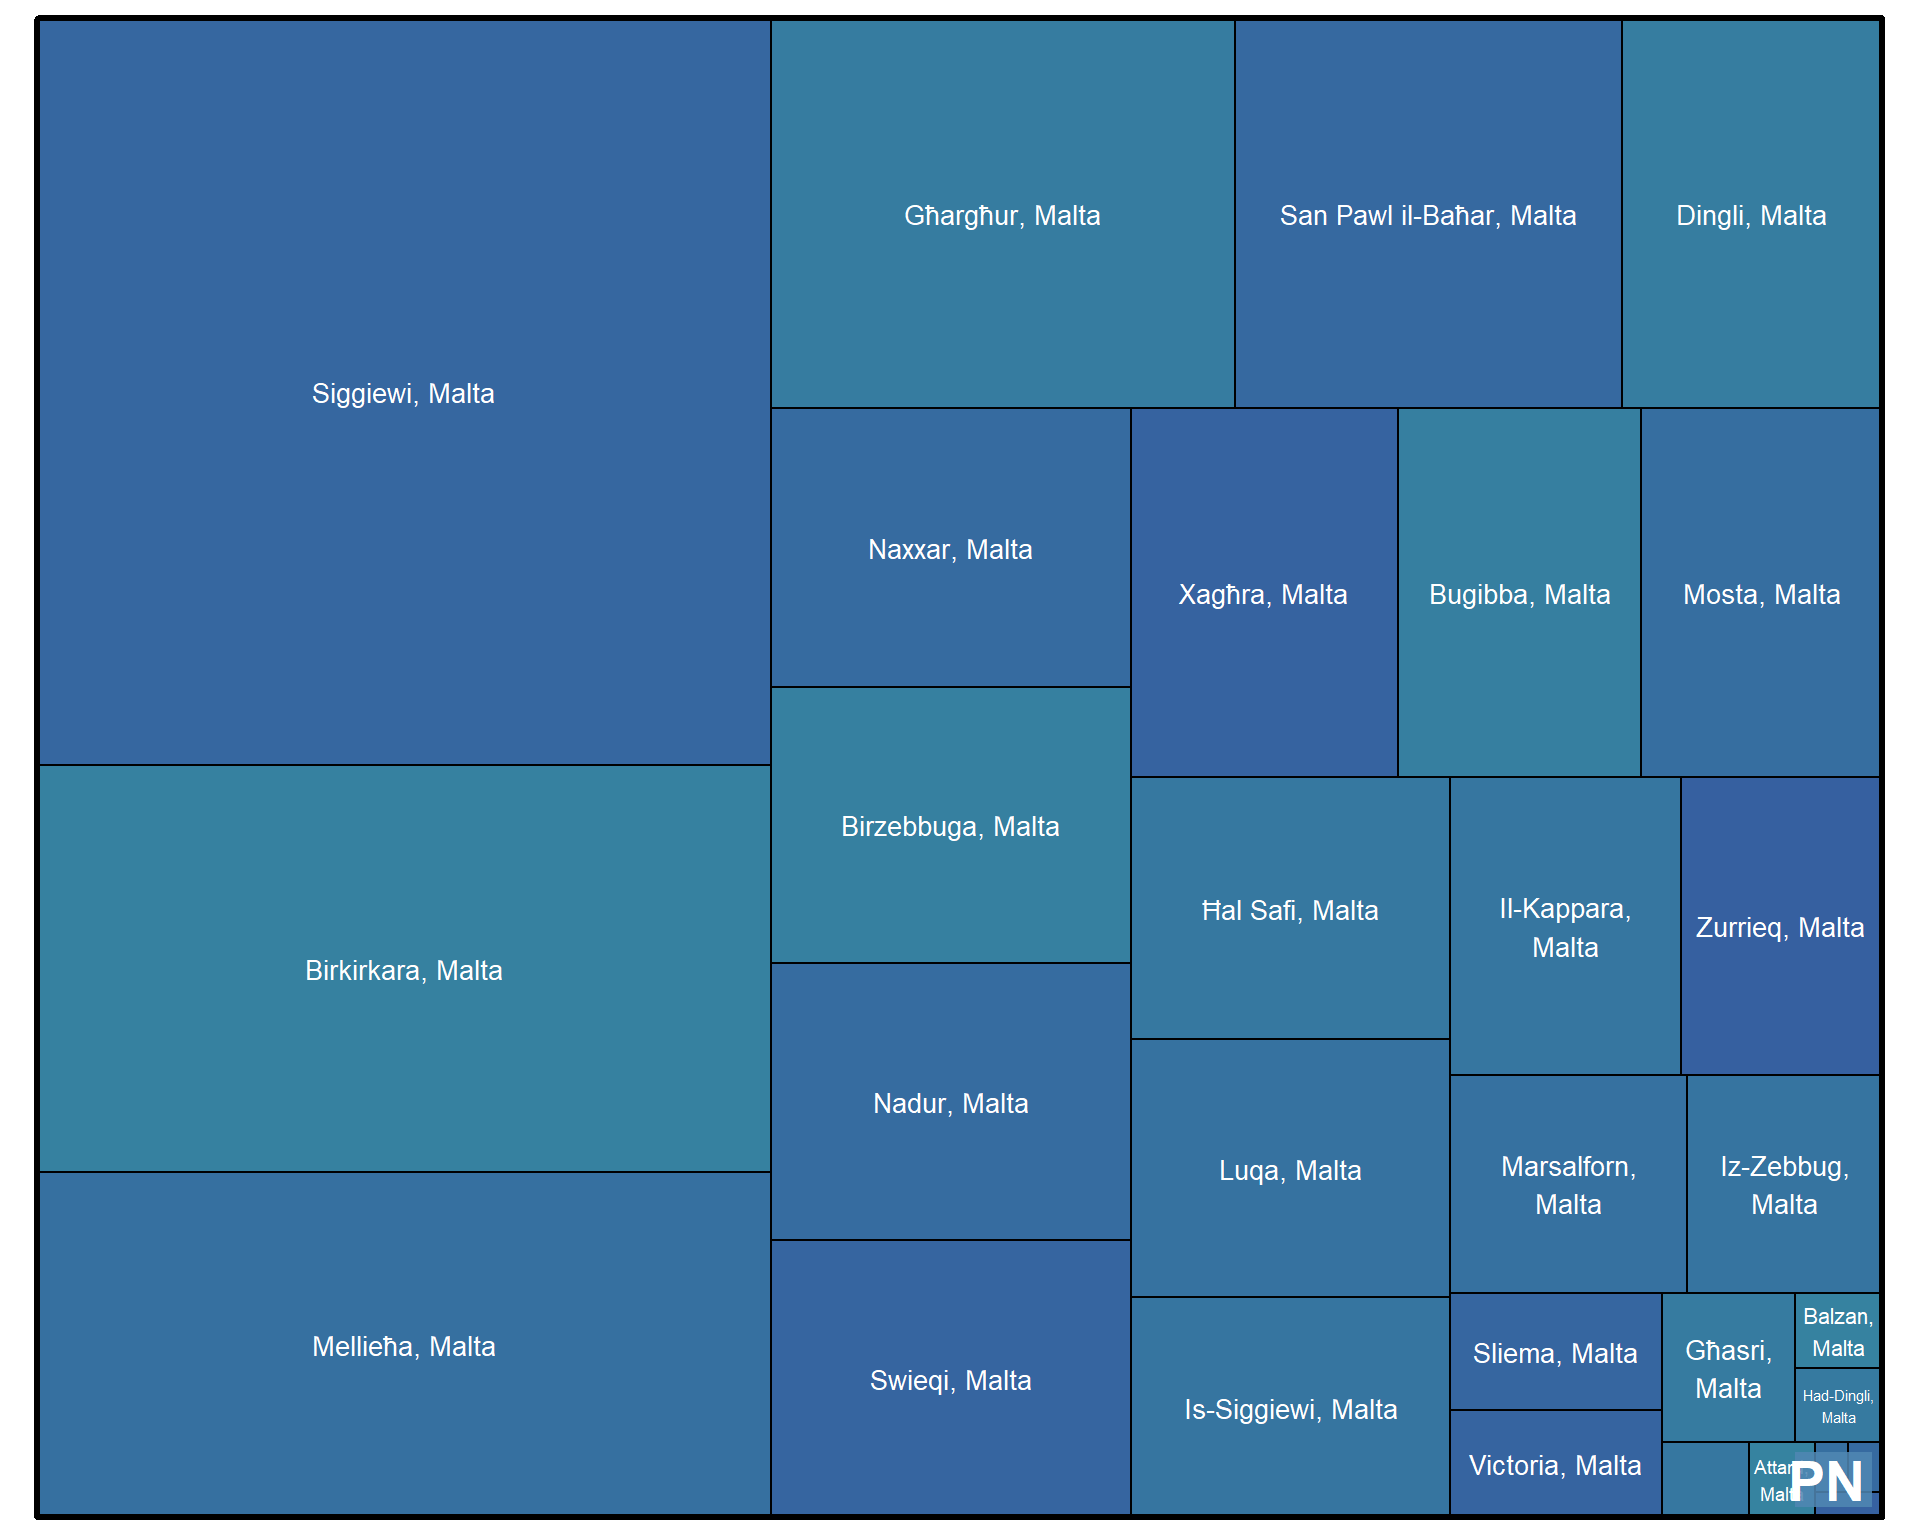 Siggiewi, Malta
Birkirkara, Malta
Mellieħa, Malta
Għargħur, Malta
San Pawl il-Baħar, Malta
Dingli, Malta
Naxxar, Malta
Birzebbuga, Malta
Nadur, Malta
Swieqi, Malta
Xagħra, Malta
Bugibba, Malta
Mosta, Malta
Ħal Safi, Malta
Luqa, Malta
Is-Siggiewi, Malta
Il-Kappara,
Malta
Zurrieq, Malta
Marsalforn,
Malta
Iz-Zebbug,
Malta
Sliema, Malta
Victoria, Malta
Għasri,
Malta
Balzan,
Malta
Had-Dingli,
Malta
Malta
PN